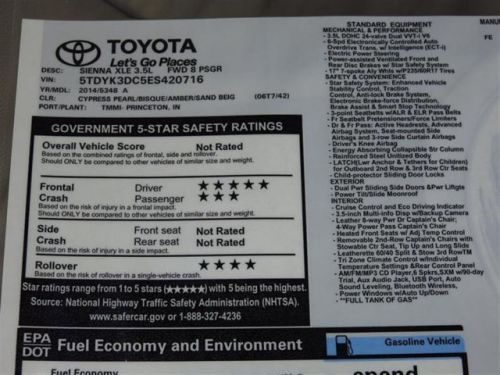 TOYOTA
Let's Go Places
DESC: SIENNA XLE 3.5L FWD 8 PSGR
VIN: 5TDYK3DC5ES420716
YR/MDL: 2014/5348 A
CLR: CYPRESS PEARL/BISQUE/AMBER/SAND BEIG (06T7/42)
PORT/PLANT: TMMI- PRINCETON, IN
GOVERNMENT 5-STAR SAFETY RATINGS
Overall Vehicle Score Not Rated
Based on the combined ratings of frontal, side and rollover.
Should ONLY be compared to other vehicles of similar size and weight.
Frontal Crash Driver ★★★★★
Passenger ★★★
Based on risk of injury in a frontal impact.
Should ONLY be compared to other vehicles of similar size and weight.
Side Crash Front seat Not Rated
Rear seat Not Rated
Based on the risk of injury in a side impact.
Rollover ★★★★
Based on the risk of rollover in a single-vehicle crash.
Star ratings range from 1 to 5 stars (★★★★★) with 5 being the highest.
Source: National Highway Traffic Safety Administration (NHTSA).
www.safercar.gov or 1-888-327-4236
EPA
DOT
Fuel Economy and Environment
Gasoline Vehicle
Fuel Economy
STANDARD EQUIPMENT
MECHANICAL & PERFORMANCE
- 3.5L DOHC 24-valve Dual VVT-i V6
- 6-Spd Electronically Controlled Auto
Overdrive Trans, w/ Intelligence (ECT-i)
- Electric Power Steering
- Power-assisted Ventilated Front and
Rear Disc Brakes w/ Star Safety System
- 17" T-spoke Aly Whls w/P235/60R17 Tires
SAFETY & CONVENIENCE
- Star Safety System - Enhanced Vehicle
Stability Control, Traction
Control, Anti-lock Brake System,
Electronic Brake-force Distribution,
Brake Assist & Smart Stop Technology
- 3-point Seatbelts w/ALR & ELR Pass Belts
- Fr Seatbelt Pretensioners/Force Limiters
- Dr & Fr Pass: Active Headrests, Advanced
Airbag System, Seat-mounted Side
Airbags and 3-row Side Curtain Airbags
- Driver's Knee Airbag
- Energy Absorbing Collapsible Str Column
- Reinforced Steel Unitized Body
- LATCH(Lwr Anchor & Tethers for CHildren)
for Outboard 2nd Row & 3rd Row Ctr Seats
- Child-protector Sliding Door Locks
EXTERIOR
- Dual Pwr Sliding Side Doors &Pwr Liftgte
- Power Tilt/Slide Moonroof
INTERIOR
- Cruise Control and Eco Driving Indicator
- 3.5-inch Multi-info Disp w/Backup Camera
- Leather 8-way Pwr Dr Captain's Chair;
4-Way Power Pass Captain's Chair;
Heated Front Seats w/ Adj Temp Control
- Removable 2nd-Row Captain's Chairs with
Stowable Ctr Seat, Tip Up and Long Slide
- Leatherette 60/40 Split & Stow 3rd RowTM
- Tri Zone Climate Control w/Individual
Temperature Settings &Rear Control Panel
- AM/FM/MP3 CD Player,6 Spkrs,SXM w/90-day
Trial, Aux Audio Jack, USB Port, Auto
Sound Leveling, Bluetooth Wireless,
- Power Windows w/Auto Up/Down
- **FULL TANK OF GAS**
M
FE